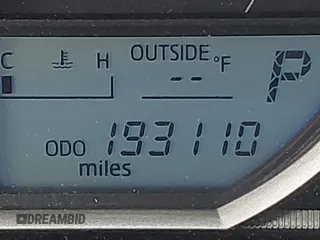 C H OUTSIDE °F P
--
ODO 193110
miles
DREAMBID